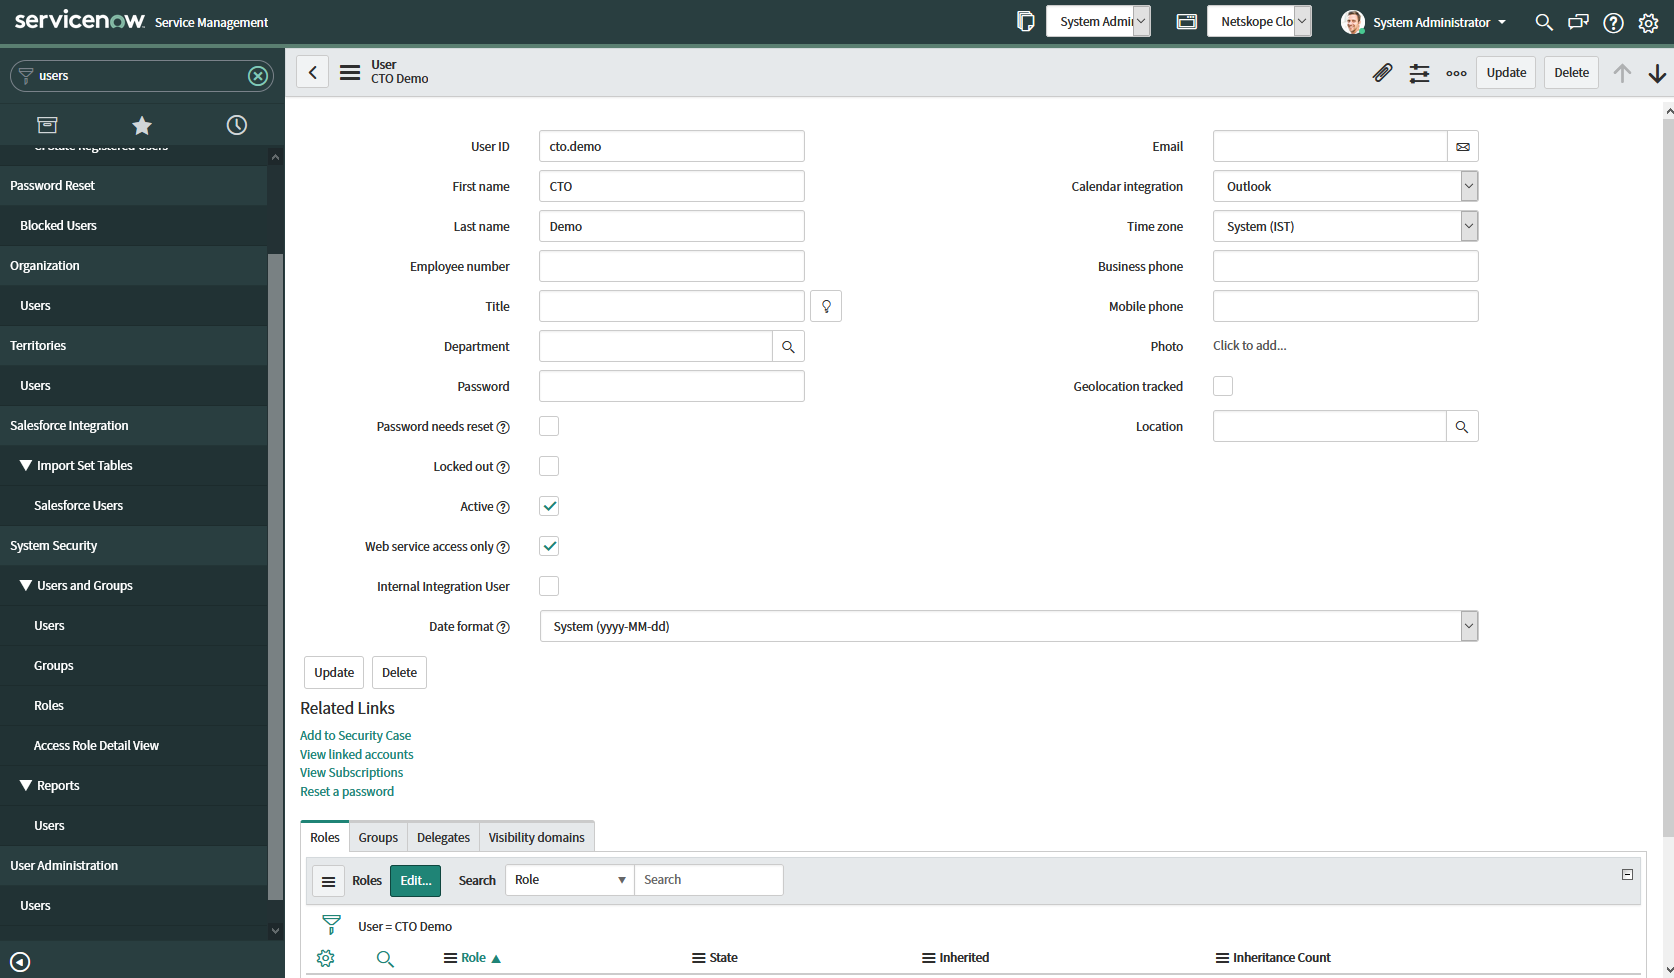 servicenow Service Management
System Admin
Netskope Clo
System Administrator
users
Password Reset
Blocked Users
Organization
Users
Territories
Users
Salesforce Integration
Import Set Tables
Salesforce Users
System Security
Users and Groups
Users
Groups
Roles
Access Role Detail View
Reports
Users
User Administration
Users
User
CTO Demo
Update
Delete
User ID
cto.demo
First name
CTO
Last name
Demo
Employee number
Title
Department
Password
Password needs reset
Locked out
Active
Web service access only
Internal Integration User
Date format
System (yyyy-MM-dd)
Email
Calendar integration
Outlook
Time zone
System (IST)
Business phone
Mobile phone
Photo
Click to add...
Geolocation tracked
Location
Update
Delete
Related Links
Add to Security Case
View linked accounts
View Subscriptions
Reset a password
Roles
Groups
Delegates
Visibility domains
Roles
Edit...
Search
Role
Search
User = CTO Demo
Role
State
Inherited
Inheritance Count